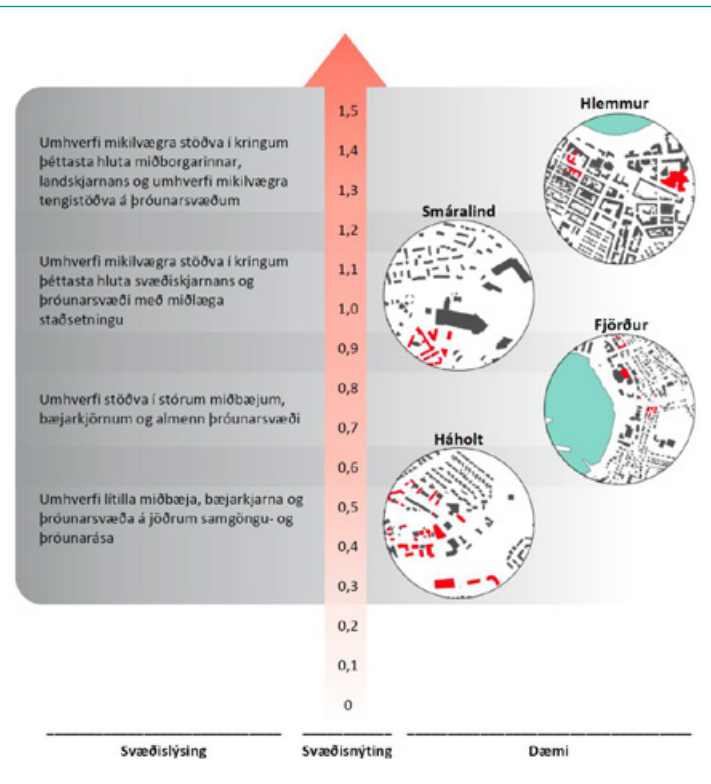 Umhverfi mikilvægra stöðva í kringum
þéttasta hluta miðborgarinnar,
landskjarnans og umhverfi mikilvægra
tengistöðva á þróunarsvæðum
Umhverfi mikilvægra stöðva í kringum
þéttasta hluta svæðiskjarnans og
þróunarsvæði með miðlæga
staðsetningu
Umhverfi stöðva í stórum miðbæjum,
bæjarkjörnum og almenn þróunarsvæði
Umhverfi lítilla miðbæja, bæjarkjarna og
þróunarsvæða á jöðrum samgöngu- og
þróunarása
1,5
1,4
1,3
1,2
1,1
1,0
0,9
0,8
0,7
0,6
0,5
0,4
0,3
0,2
0,1
0
Hlemmur
Smáralind
Fjörður
Háholt
Svæðislýsing
Svæðisnýting
Dæmi